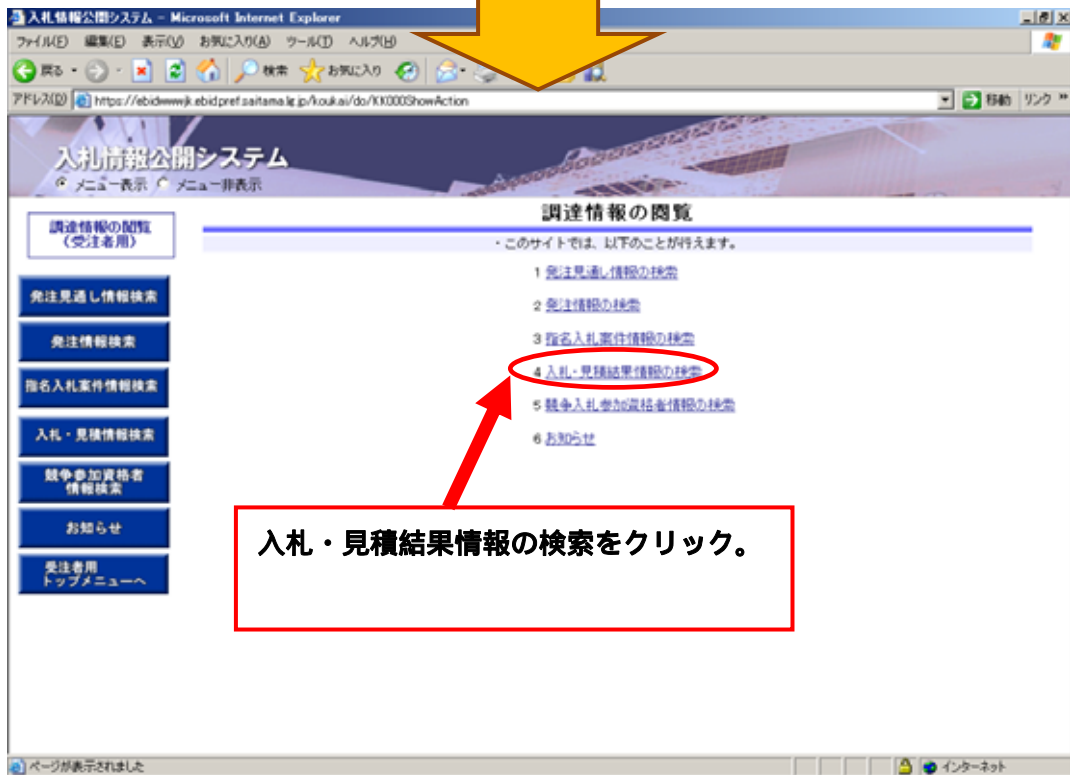 入札情報公開システム - Microsoft Internet Explorer
ファイル(F) 編集(E) 表示(V) お気に入り(A) ツール(T) ヘルプ(H)
戻る 検索 お気に入り
アドレス(D) https://ebidwwwjk.ebid.pref.saitama.lg.jp/koukai/do/KK000ShowAction 移動 リンク »
入札情報公開システム
メニュー表示 メニュー非表示
調達情報の閲覧
(受注者用)
発注見通し情報検索
発注情報検索
指名入札案件情報検索
入札・見積情報検索
競争参加資格者
情報検索
お知らせ
受注者用
トップメニューへ
調達情報の閲覧
・このサイトでは、以下のことが行えます。
1 発注見通し情報の検索
2 発注情報の検索
3 指名入札案件情報の検索
4 入札・見積結果情報の検索
5 競争入札参加資格者情報の検索
6 お知らせ
入札・見積結果情報の検索をクリック。
ページが表示されました インターネット